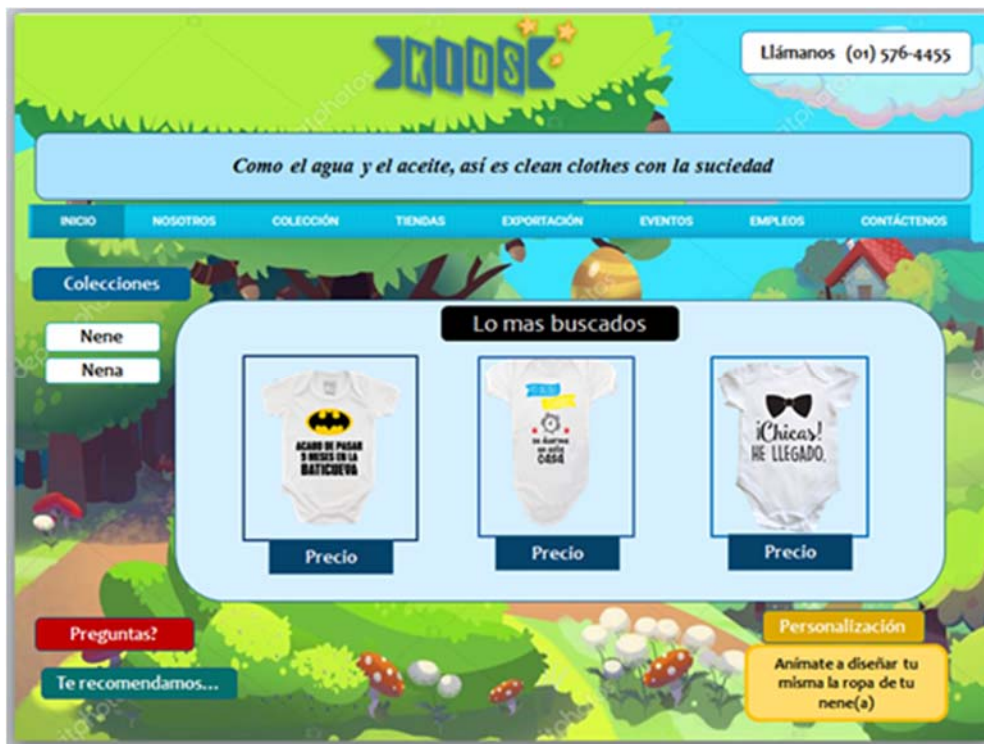 KIDS
Llámanos (01) 576-4455
Como el agua y el aceite, así es clean clothes con la suciedad
INICIO NOSOTROS COLECCIÓN TIENDAS EXPORTACIÓN EVENTOS EMPLEOS CONTÁCTENOS
Colecciones
Nene
Nena
Lo mas buscados
ACABO DE PASAR
9 MESES EN LA
BATICUEVA
en esta
CASA
¡Chicas!
HE LLEGADO.
Precio
Precio
Precio
Preguntas?
Te recomendamos...
Personalización
Anímate a diseñar tu
misma la ropa de tu
nene(a)